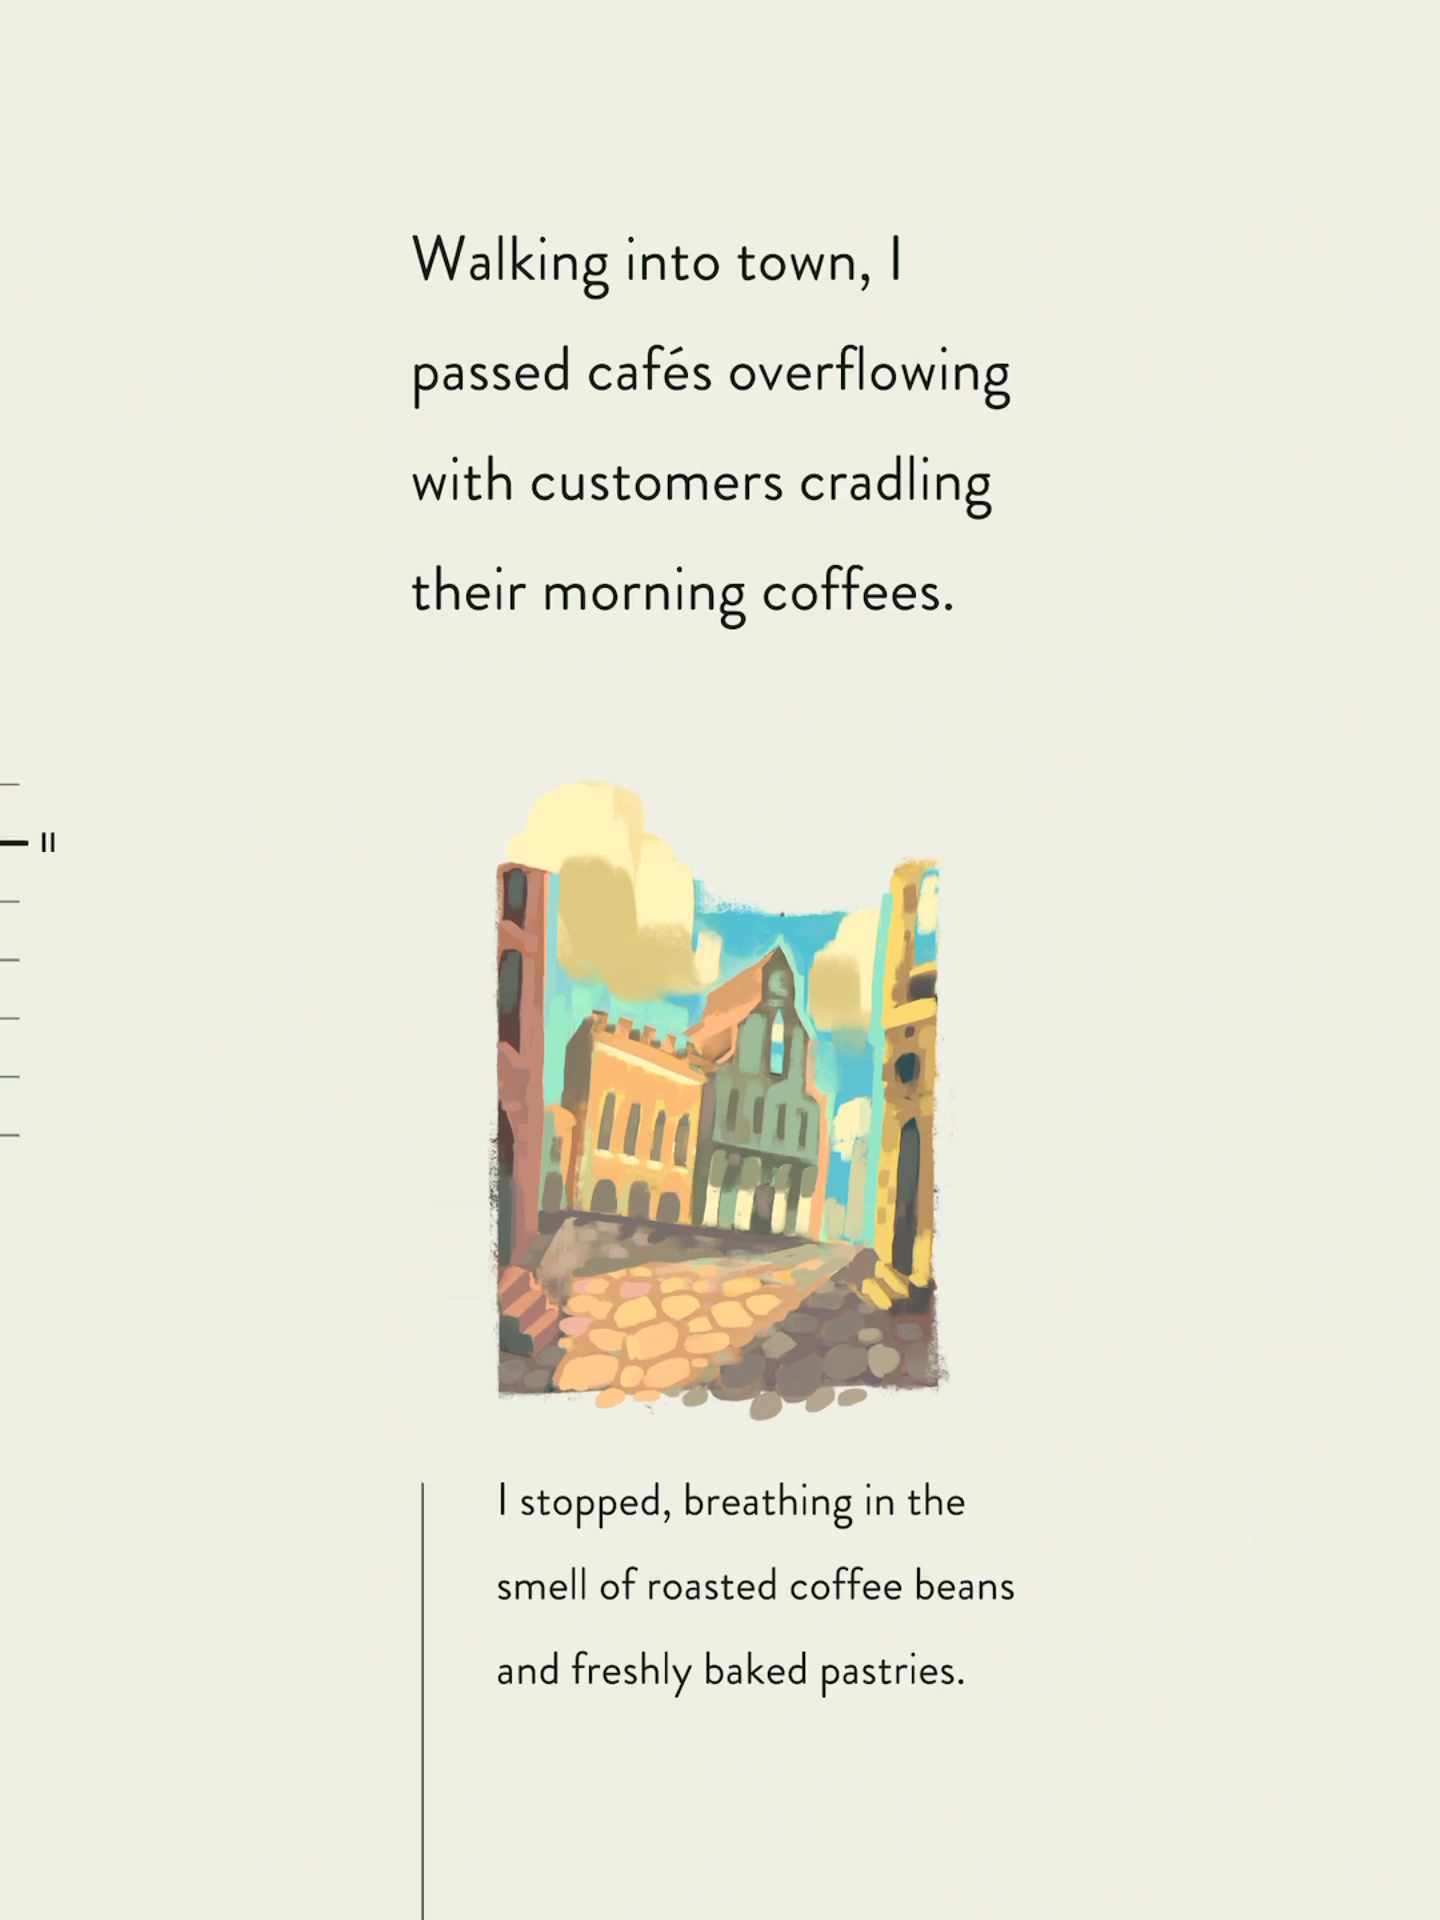 Walking into town, I
passed cafés overflowing
with customers cradling
their morning coffees.
II
I stopped, breathing in the
smell of roasted coffee beans
and freshly baked pastries.